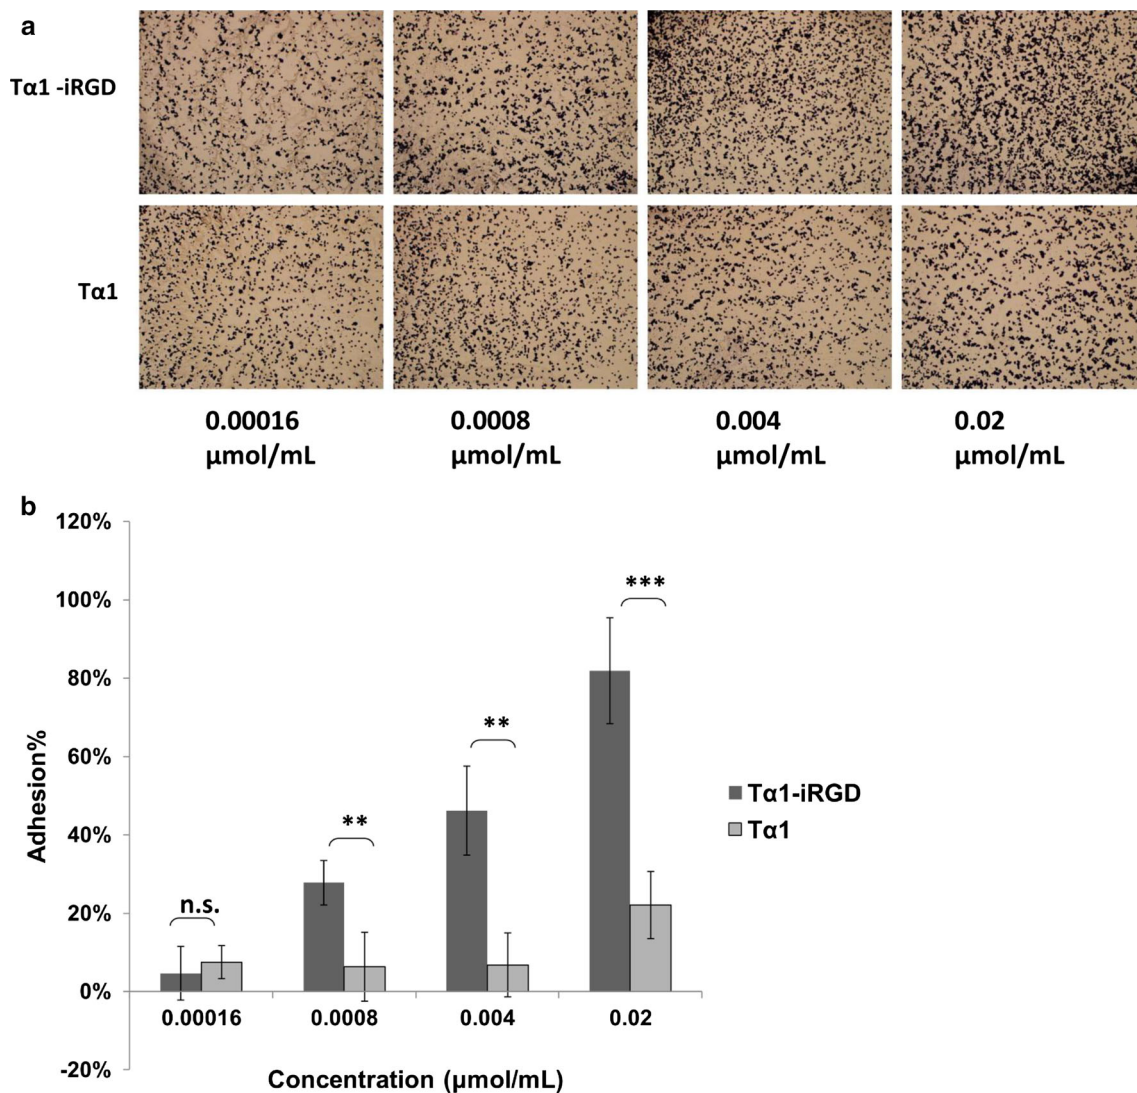 a
Tα1 -iRGD
Tα1
0.00016 μmol/mL
0.0008 μmol/mL
0.004 μmol/mL
0.02 μmol/mL
b
120%
100%
80%
60%
40%
20%
0%
-20%
Adhesion%
n.s.
**
**
***
0.00016
0.0008
0.004
0.02
Concentration (μmol/mL)
Tα1-iRGD
Tα1